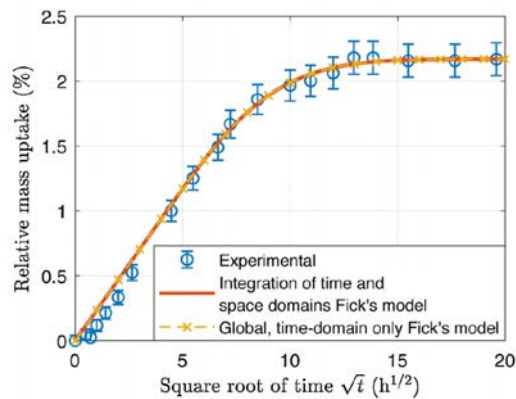 2.5
2
1.5
1
0.5
0
Relative mass uptake (%)
Experimental
Integration of time and
space domains Fick's model
Global, time-domain only Fick's model
0 5 10 15 20
Square root of time √t (h^1/2)